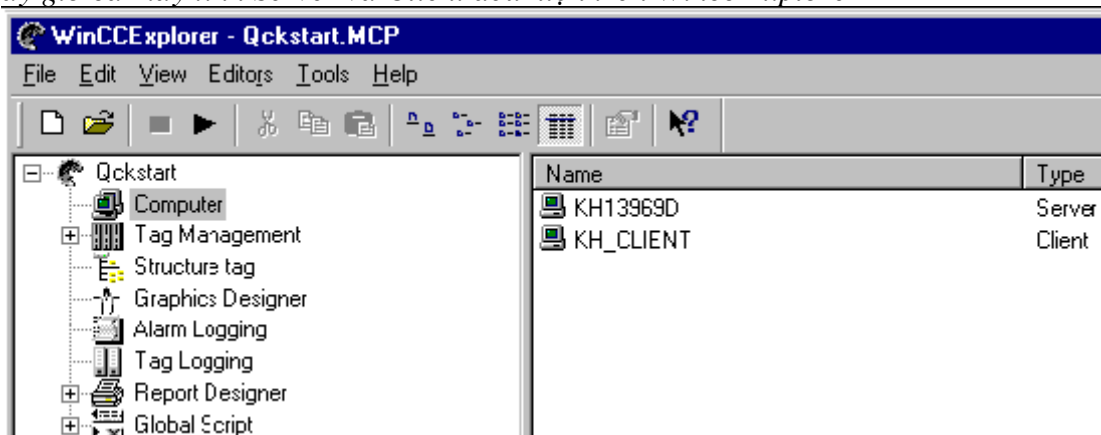 WinCCExplorer - Qckstart.MCP
File Edit View Editors Tools Help
Qckstart
Computer
Tag Management
Structure tag
Graphics Designer
Alarm Logging
Tag Logging
Report Designer
Global Script
Name Type
KH13969D Server
KH_CLIENT Client